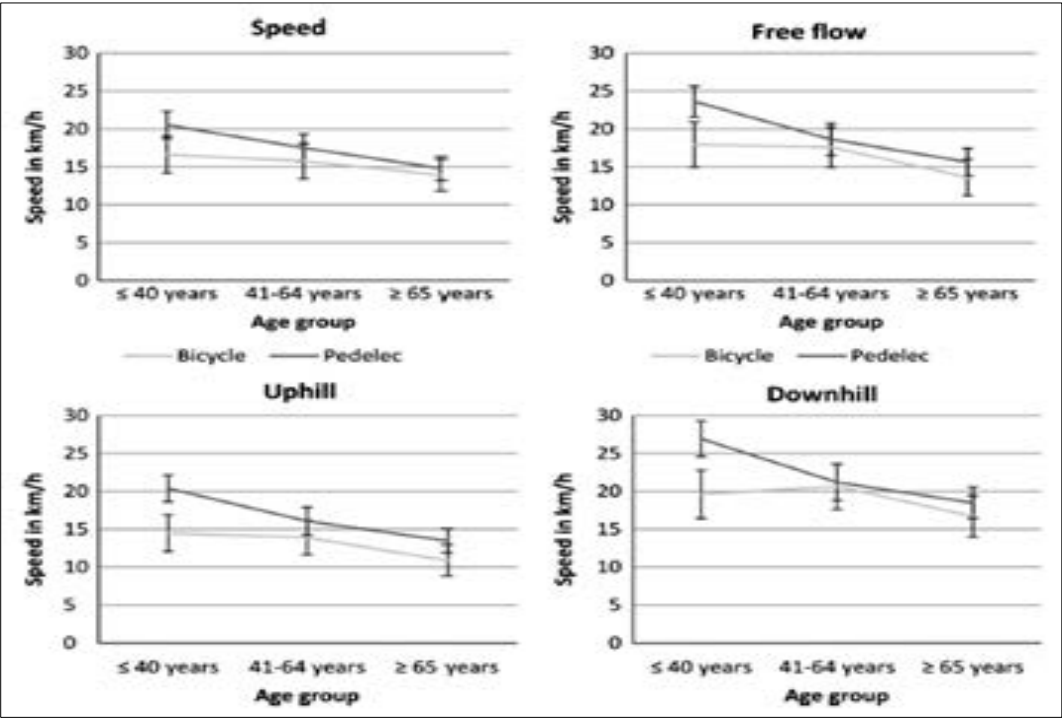 Speed
30
25
20
15
10
5
0
Speed in km/h
≤ 40 years 41-64 years ≥ 65 years
Age group
Bicycle Pedelec
Free flow
30
25
20
15
10
5
0
Speed in km/h
≤ 40 years 41-64 years ≥ 65 years
Age group
Bicycle Pedelec
Uphill
30
25
20
15
10
5
0
Speed in km/h
≤ 40 years 41-64 years ≥ 65 years
Age group
Downhill
30
25
20
15
10
5
0
Speed in km/h
≤ 40 years 41-64 years ≥ 65 years
Age group